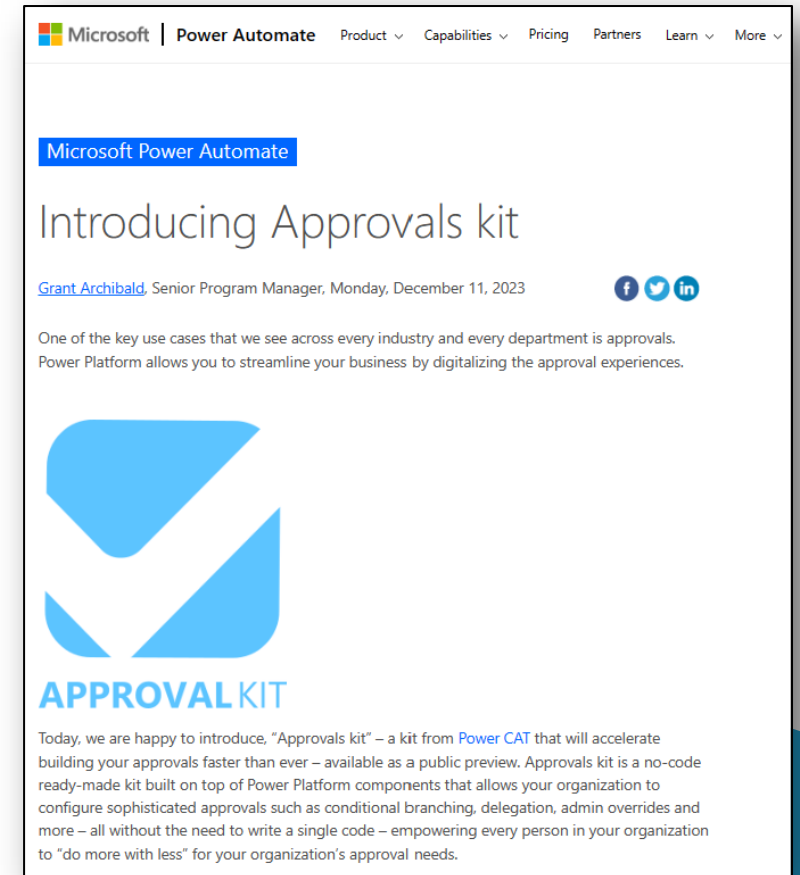 Microsoft | Power Automate Product Capabilities Pricing Partners Learn More
Microsoft Power Automate
Introducing Approvals kit
Grant Archibald, Senior Program Manager, Monday, December 11, 2023
One of the key use cases that we see across every industry and every department is approvals.
Power Platform allows you to streamline your business by digitalizing the approval experiences.
APPROVAL KIT
Today, we are happy to introduce, “Approvals kit” – a kit from Power CAT that will accelerate
building your approvals faster than ever – available as a public preview. Approvals kit is a no-code
ready-made kit built on top of Power Platform components that allows your organization to
configure sophisticated approvals such as conditional branching, delegation, admin overrides and
more – all without the need to write a single code – empowering every person in your organization
to “do more with less” for your organization’s approval needs.